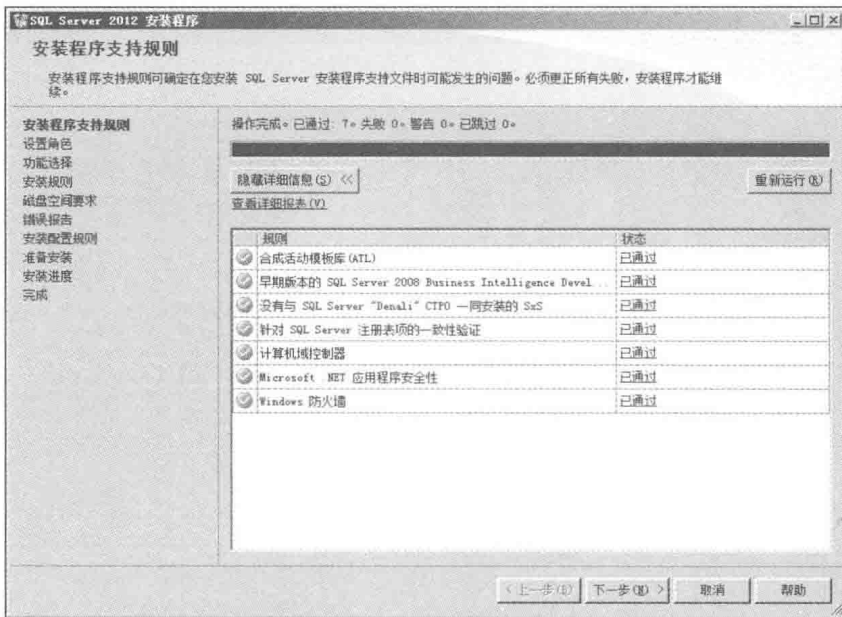 SQL Server 2012 安装程序
安装程序支持规则
安装程序支持规则可确定在您安装 SQL Server 安装程序支持文件时可能发生的问题。必须更正所有失败，安装程序才能继
续。
安装程序支持规则
设置角色
功能选择
安装规则
磁盘空间要求
错误报告
安装配置规则
准备安装
安装进度
完成
操作完成。已通过: 7。失败 0。警告 0。已跳过 0。
隐藏详细信息(S) <<
重新运行(R)
查看详细报表(V)
规则 状态
合成活动模板库(ATL) 已通过
早期版本的 SQL Server 2008 Business Intelligence Devel... 已通过
没有与 SQL Server "Denali" CTP0 一同安装的 SxS 已通过
针对 SQL Server 注册表项的一致性验证 已通过
计算机域控制器 已通过
Microsoft .NET 应用程序安全性 已通过
Windows 防火墙 已通过
< 上一步(B) 下一步(N) > 取消 帮助